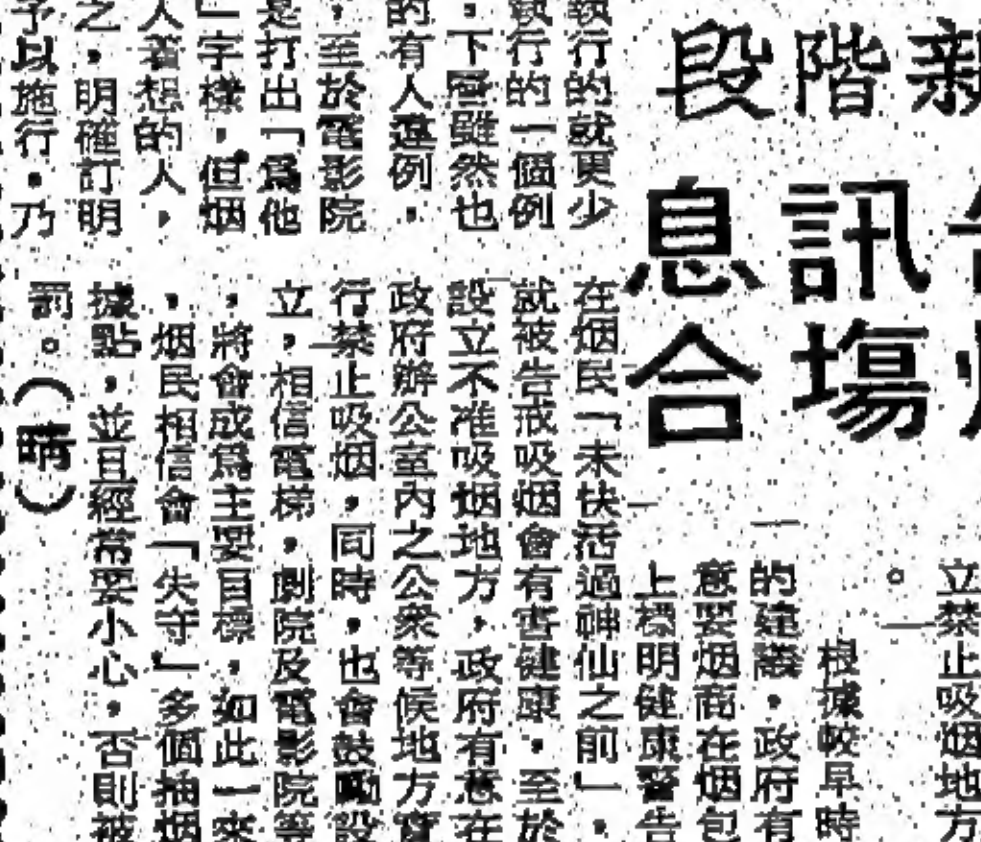 新階段
訊息
場合
立禁止吸烟地方
。
根據較早時
的建議，政府有
意要烟商在烟包
上標明健康警告
執行的就更少
執行的一個例
，下層雖然也
的有人違例，
，至於電影院
是打出「爲他
」字樣，但烟
人着想的人，
之，明確訂明
予以施行，乃
在烟民「未快活過神仙之前」，
就被告戒吸烟會有害健康，至於
設立不准吸烟地方，政府有意在
政府辦公室內之公衆等候地方實
行禁止吸烟，同時，也會鼓勵設
立，相信電梯，劇院及電影院等
，將會成爲主要目標，如此一來
，烟民相信會「失守」多個抽烟
據點，並且經常要小心，否則被
罰。（晴）